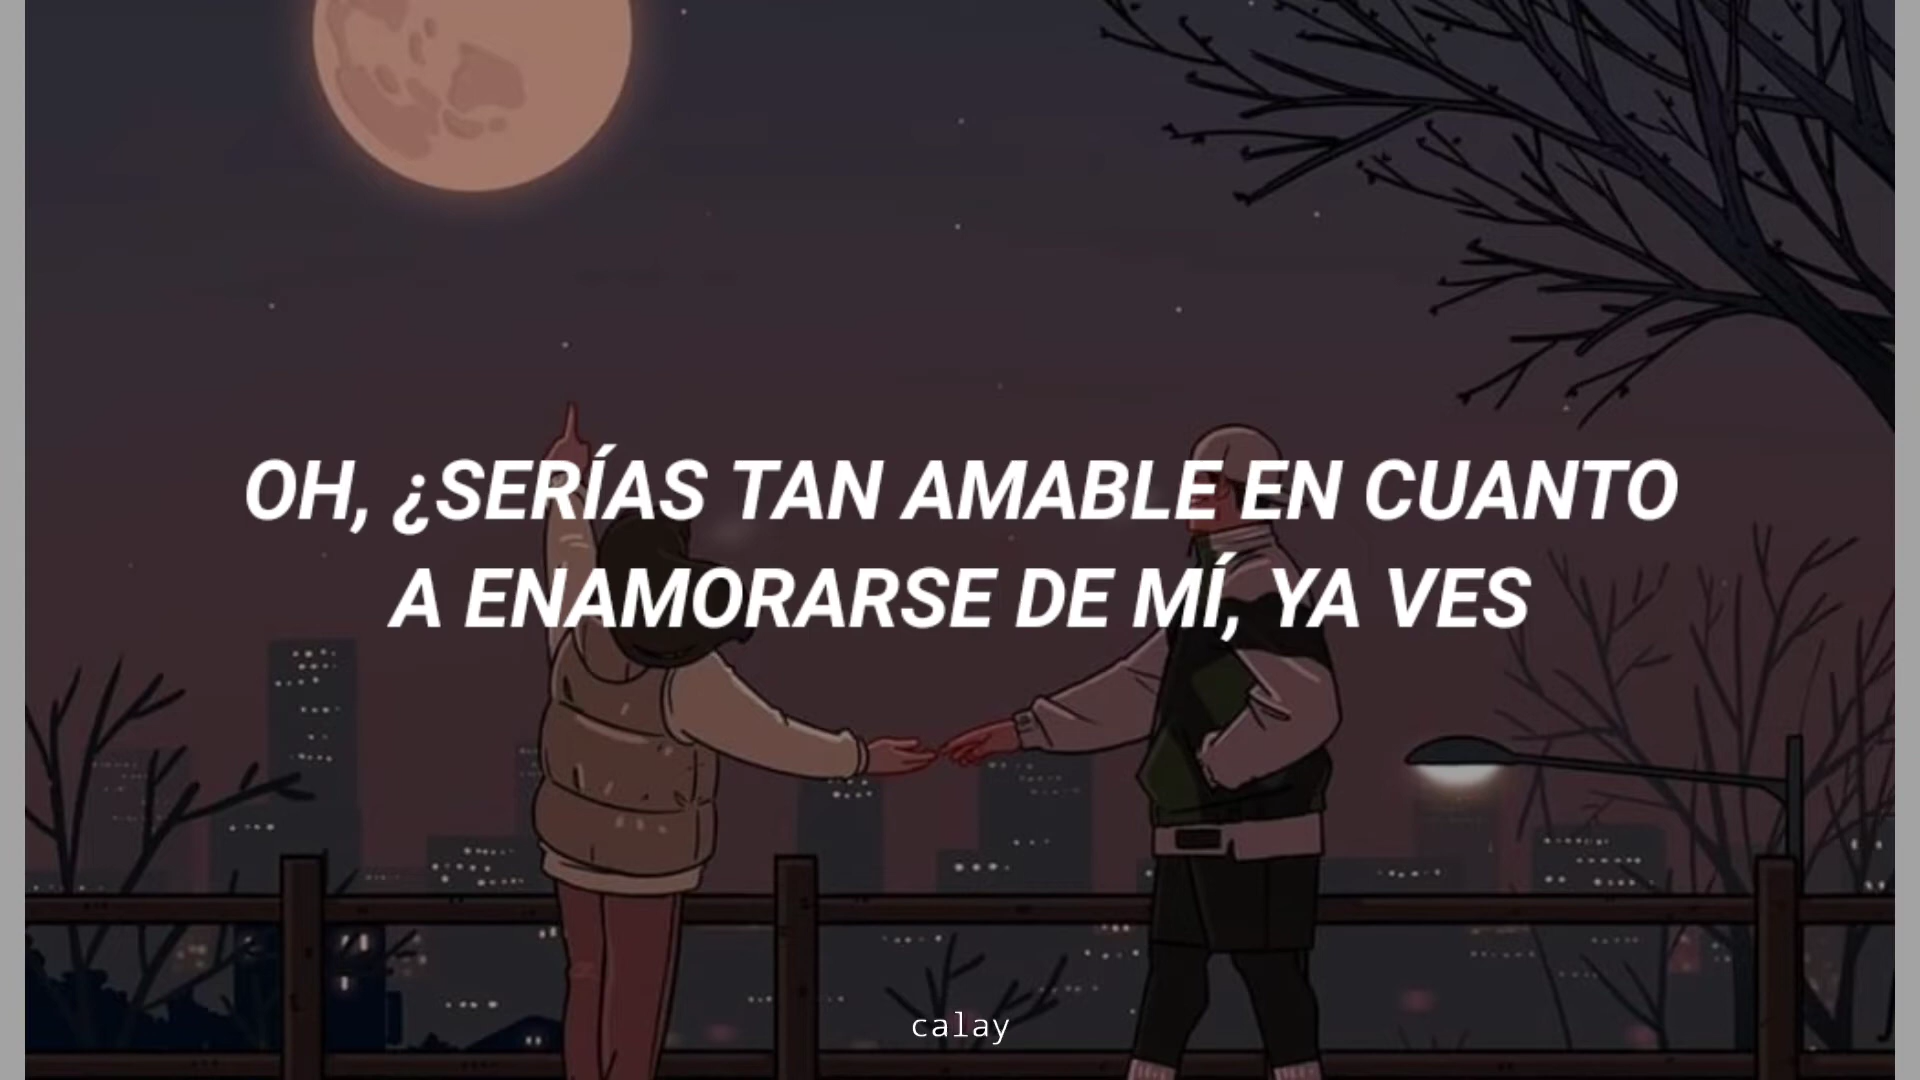 OH, ¿SERÍAS TAN AMABLE EN CUANTO
A ENAMORARSE DE MÍ, YA VES
calay